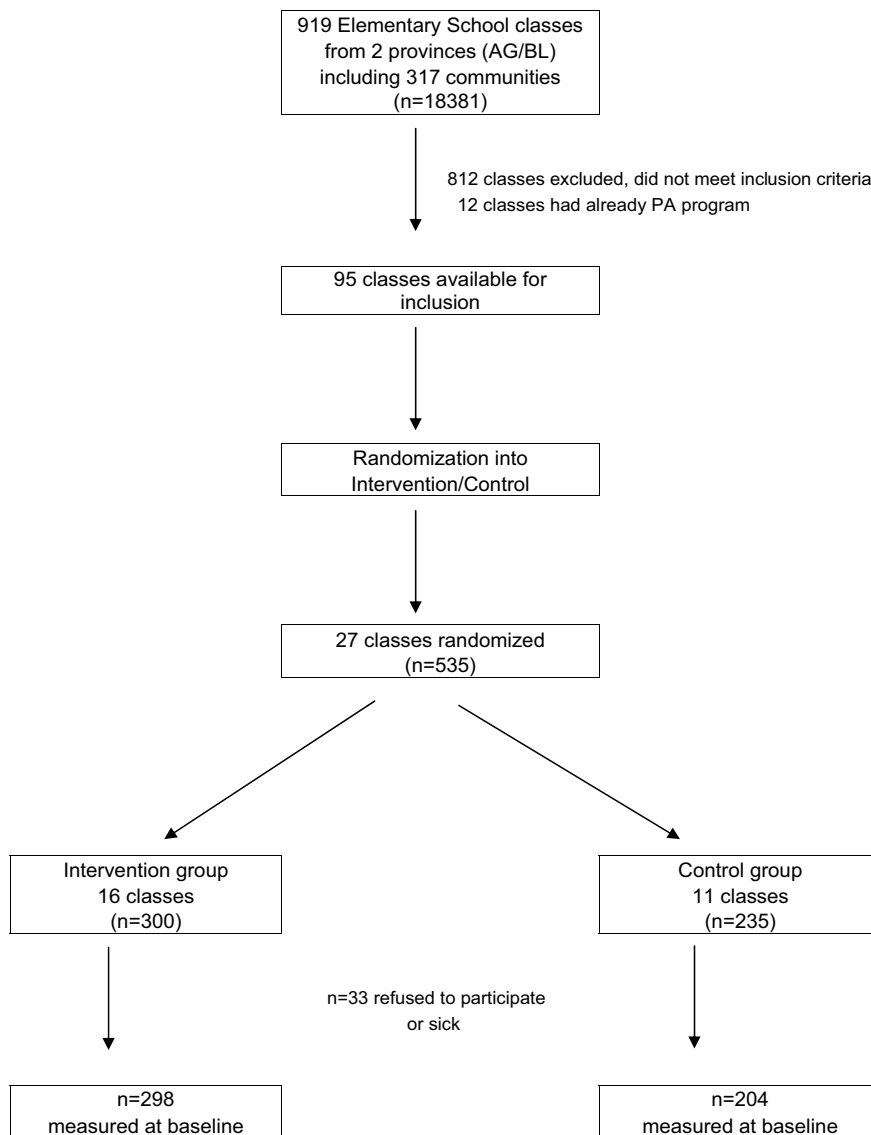 919 Elementary School classes
from 2 provinces (AG/BL)
including 317 communities
(n=18381)
812 classes excluded, did not meet inclusion criteria
12 classes had already PA program
95 classes available for
inclusion
Randomization into
Intervention/Control
27 classes randomized
(n=535)
Intervention group
16 classes
(n=300)
Control group
11 classes
(n=235)
n=33 refused to participate
or sick
n=298
measured at baseline
n=204
measured at baseline